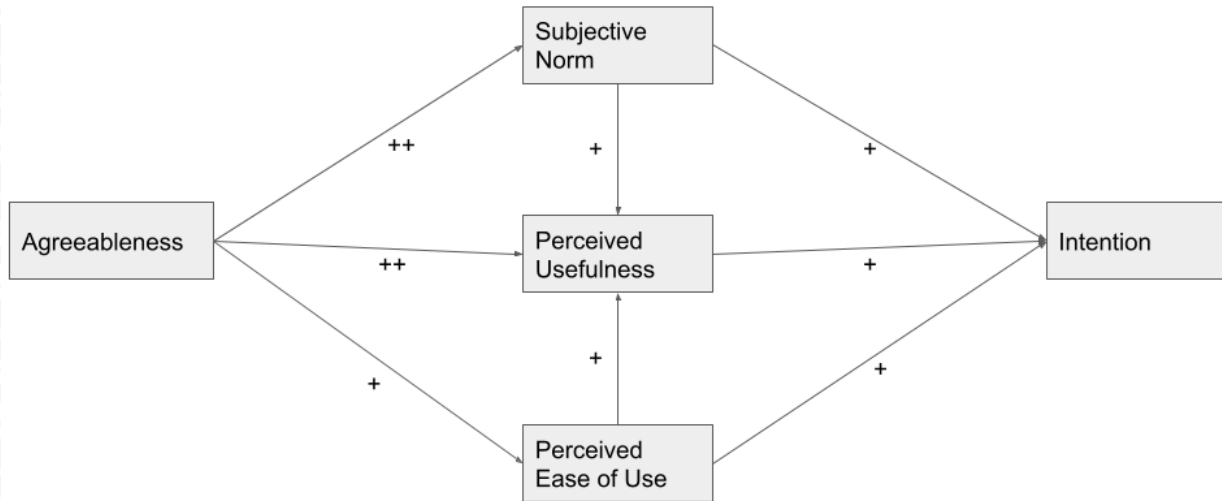 Subjective
Norm
++
+
+
Agreeableness
Perceived
Usefulness
Intention
++
+
+
+
+
Perceived
Ease of Use